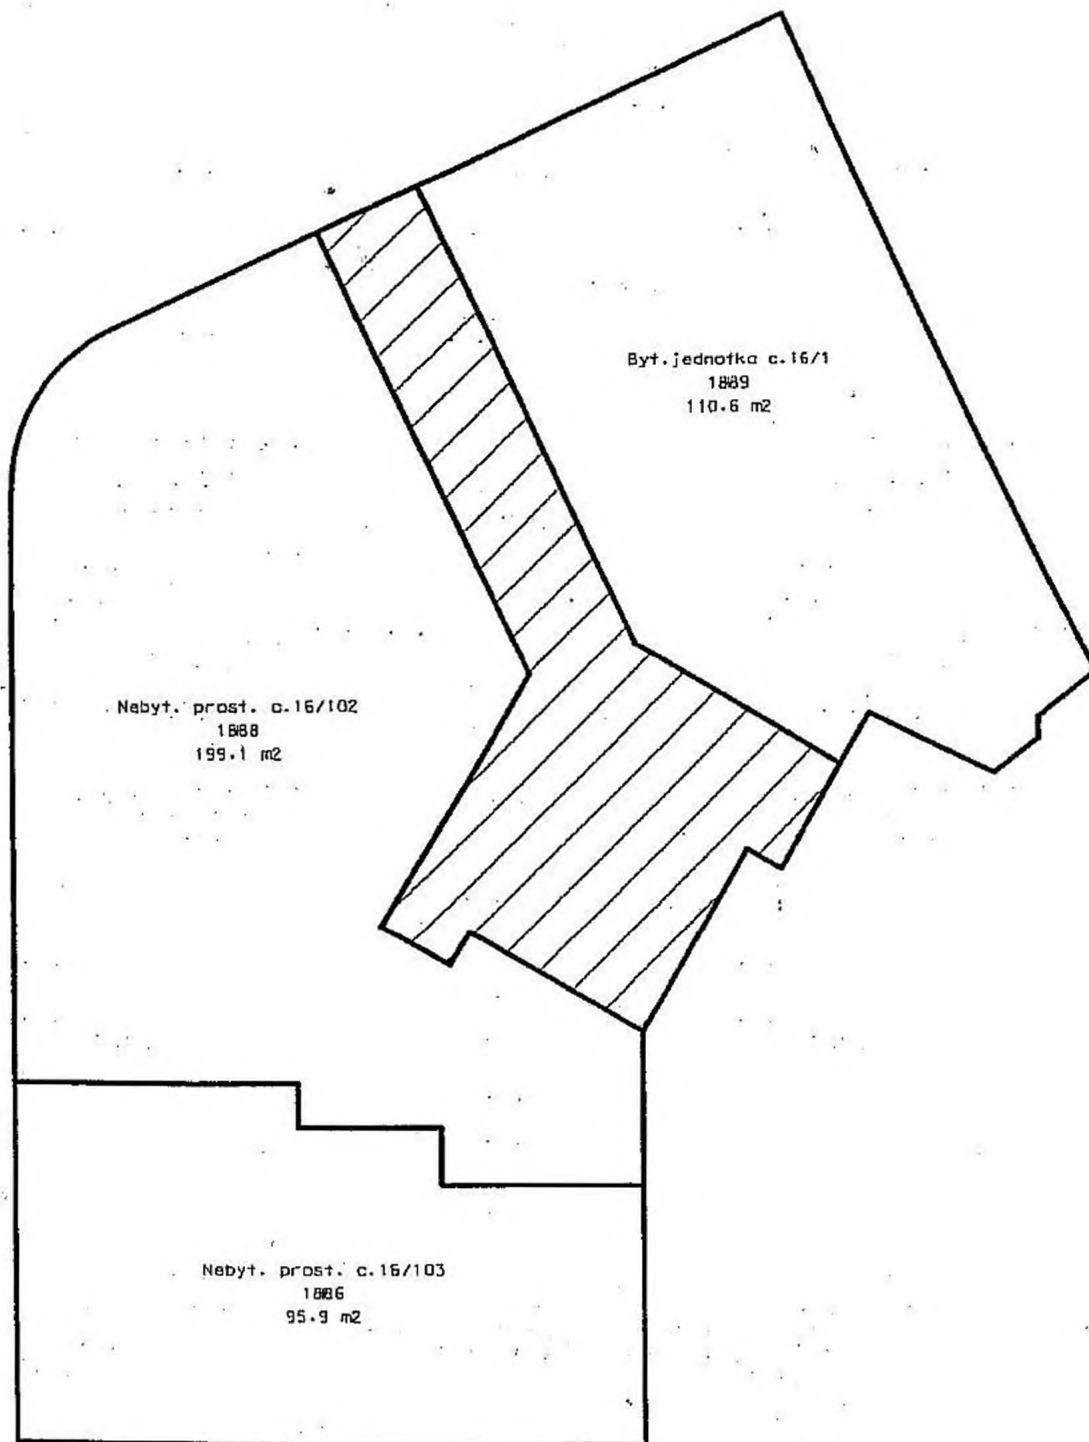 Byt.jednotka c.16/1
1889
110.6 m2
Nebyt. prost. c.16/102
1888
199.1 m2
Nebyt. prost. c.16/103
1886
95.9 m2